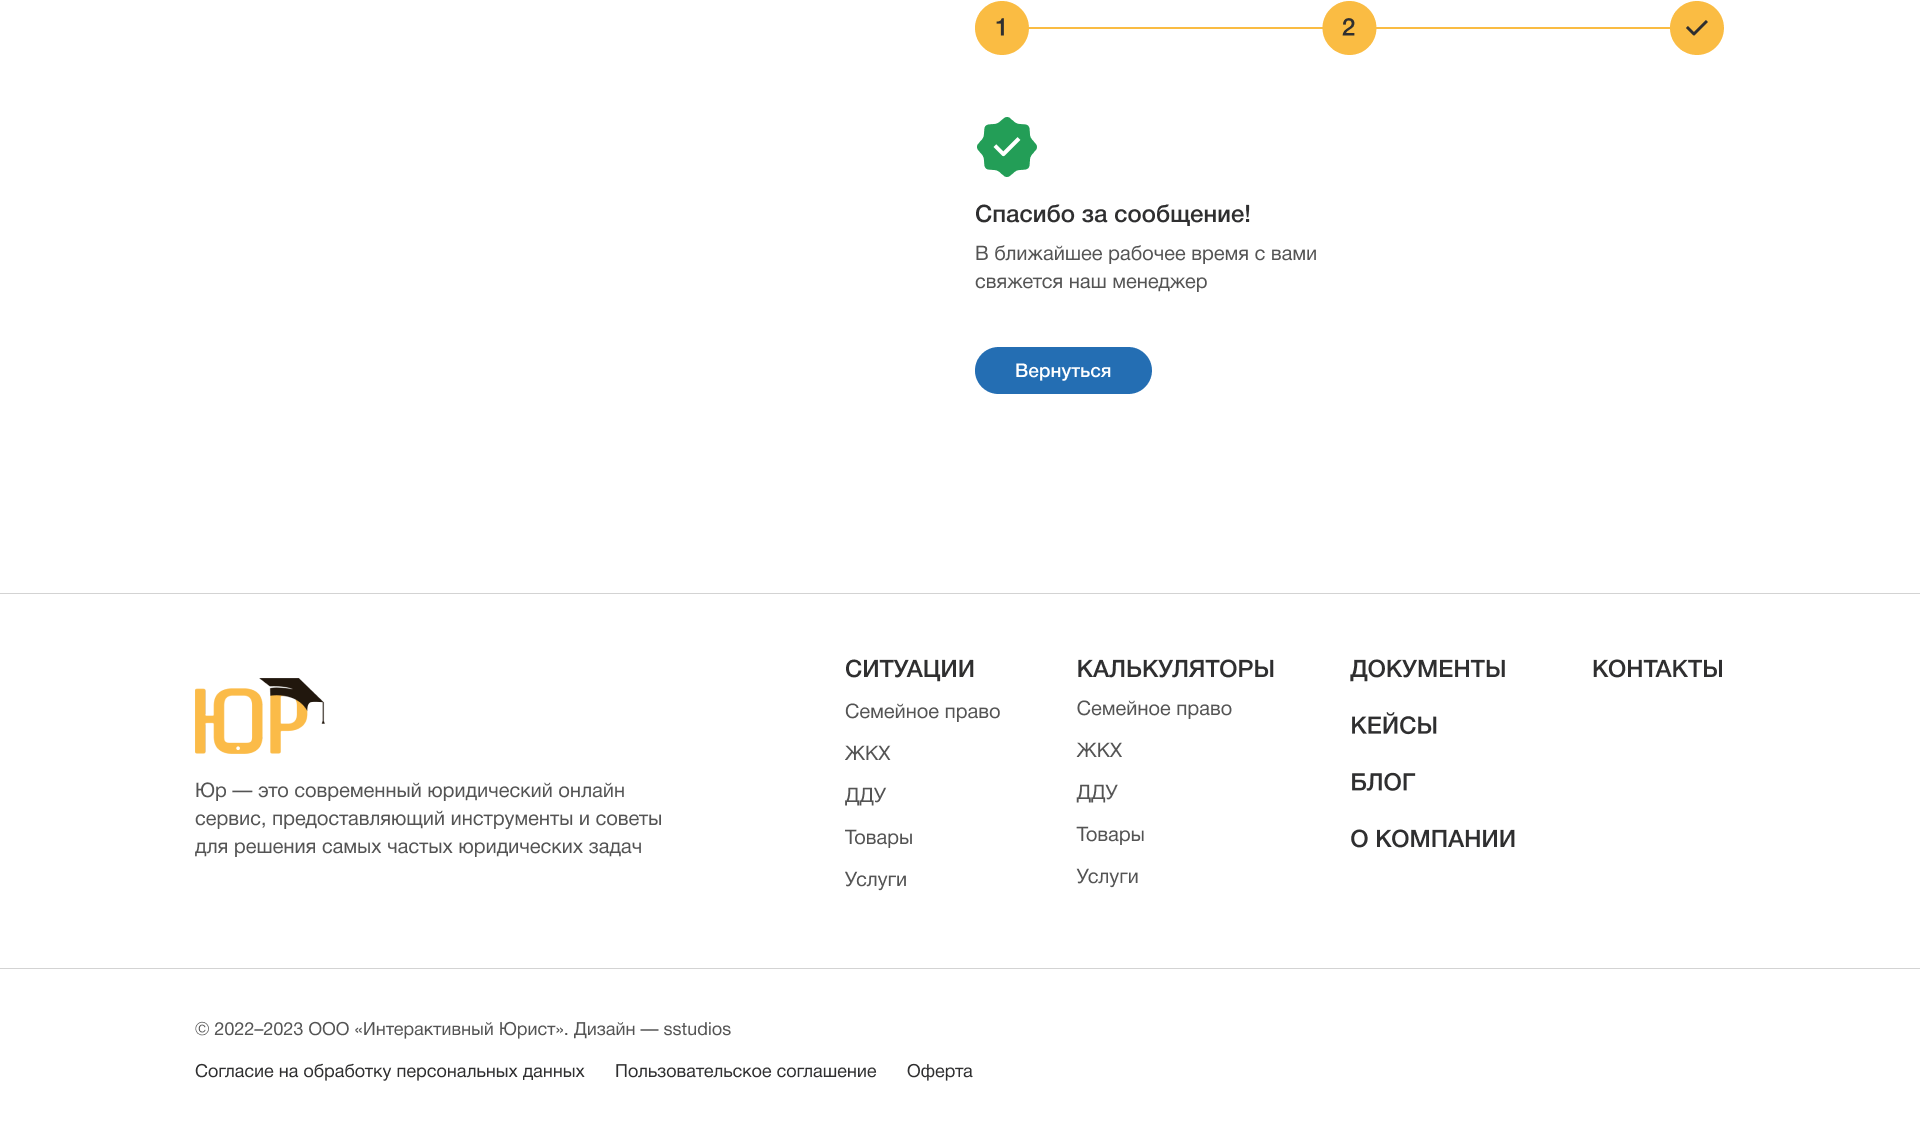 1
2
Спасибо за сообщение!
В ближайшее рабочее время с вами
свяжется наш менеджер
Вернуться
ЮР
Юр — это современный юридический онлайн
сервис, предоставляющий инструменты и советы
для решения самых частых юридических задач
СИТУАЦИИ
Семейное право
ЖКХ
ДДУ
Товары
Услуги
КАЛЬКУЛЯТОРЫ
Семейное право
ЖКХ
ДДУ
Товары
Услуги
ДОКУМЕНТЫ
КЕЙСЫ
БЛОГ
О КОМПАНИИ
КОНТАКТЫ
© 2022–2023 ООО «Интерактивный Юрист». Дизайн — sstudios
Согласие на обработку персональных данных
Пользовательское соглашение
Оферта